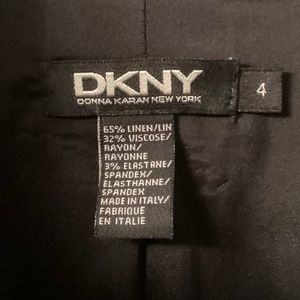 DKNY
DONNA KARAN NEW YORK
4
65% LINEN/LIN
32% VISCOSE/
RAYON/
RAYONNE
3% ELASTANE/
SPANDEX/
ÉLASTHANNE/
SPANDEX
MADE IN ITALY/
FABRIQUE
EN ITALIE